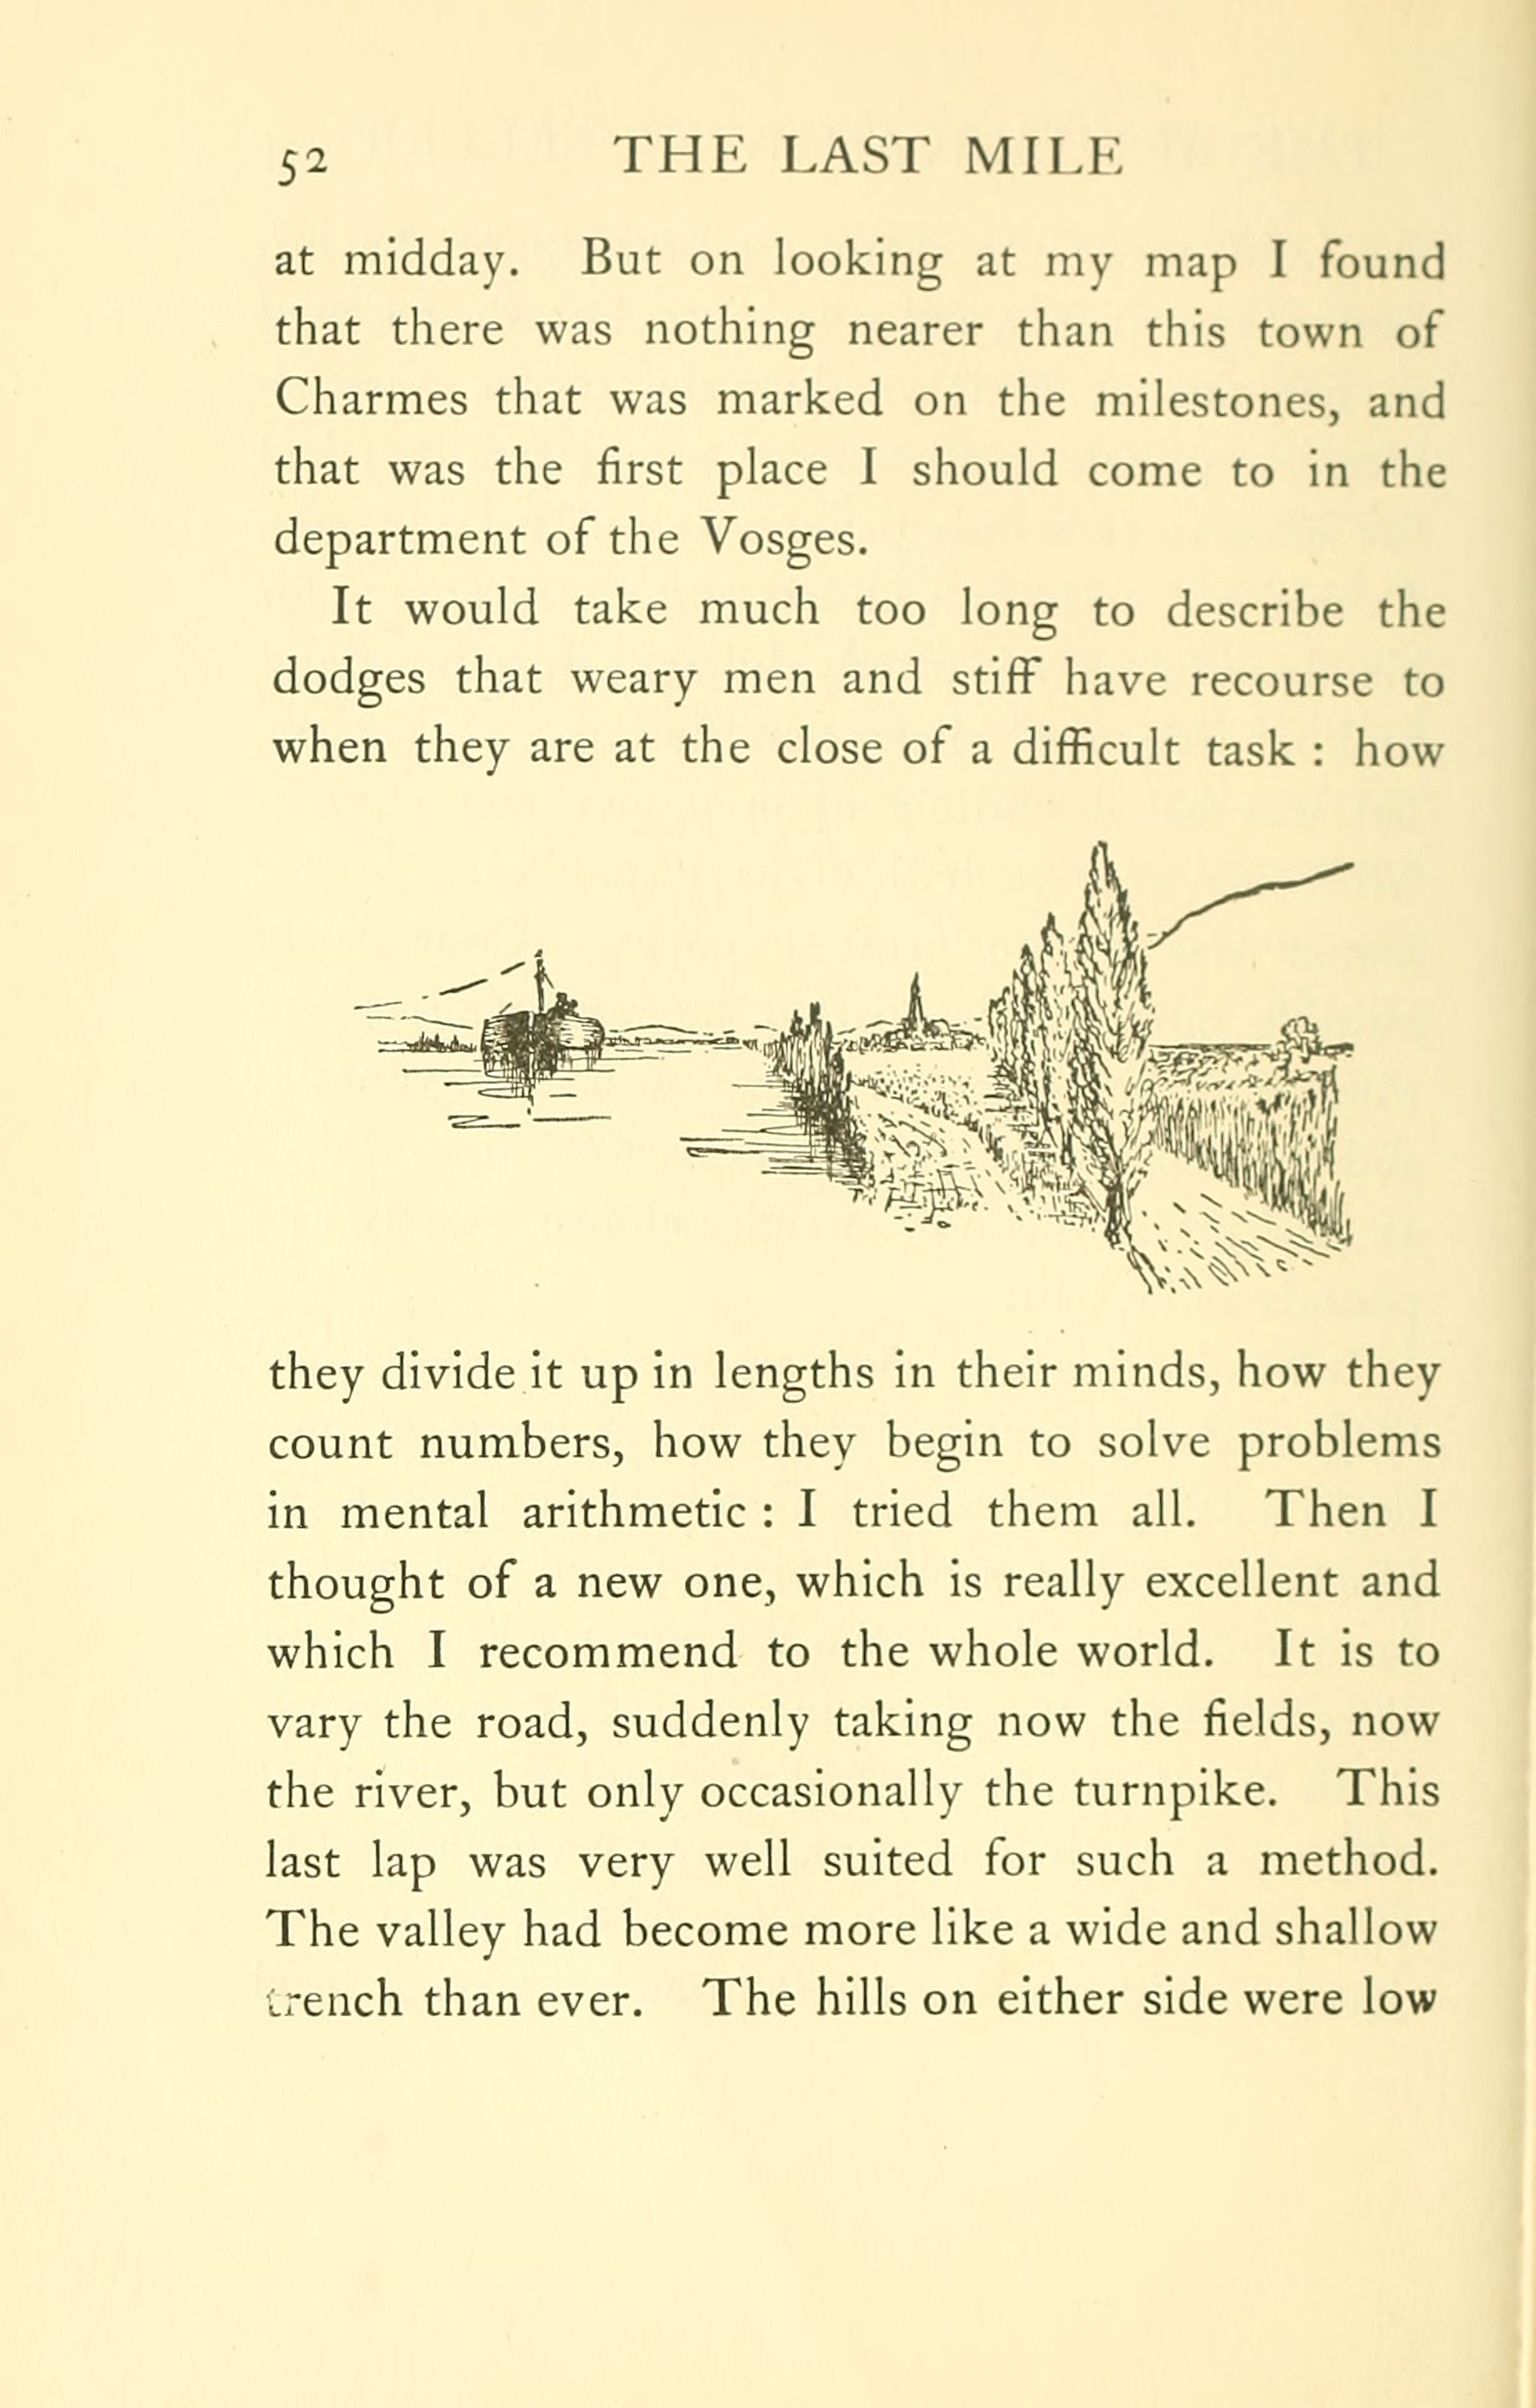 52 THE LAST MILE
at midday. But on looking at my map I found
that there was nothing nearer than this town of
Charmes that was marked on the milestones, and
that was the first place I should come to in the
department of the Vosges.
It would take much too long to describe the
dodges that weary men and stiff have recourse to
when they are at the close of a difficult task : how
they divide it up in lengths in their minds, how they
count numbers, how they begin to solve problems
in mental arithmetic : I tried them all. Then I
thought of a new one, which is really excellent and
which I recommend to the whole world. It is to
vary the road, suddenly taking now the fields, now
the river, but only occasionally the turnpike. This
last lap was very well suited for such a method.
The valley had become more like a wide and shallow
trench than ever. The hills on either side were low